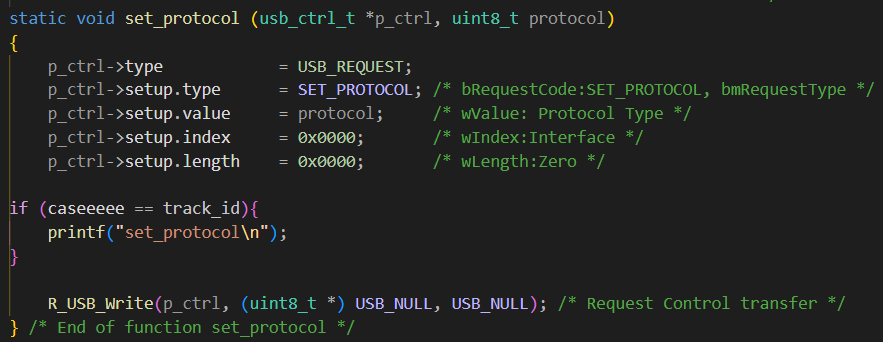 static void set_protocol (usb_ctrl_t *p_ctrl, uint8_t protocol)
{
    p_ctrl->type            = USB_REQUEST;
    p_ctrl->setup.type      = SET_PROTOCOL; /* bRequestCode:SET_PROTOCOL, bmRequestType */
    p_ctrl->setup.value     = protocol;     /* wValue: Protocol Type */
    p_ctrl->setup.index     = 0x0000;       /* wIndex:Interface */
    p_ctrl->setup.length    = 0x0000;       /* wLength:Zero */
if (caseeeee == track_id){
    printf("set_protocol\n");
}
    R_USB_Write(p_ctrl, (uint8_t *) USB_NULL, USB_NULL); /* Request Control transfer */
} /* End of function set_protocol */